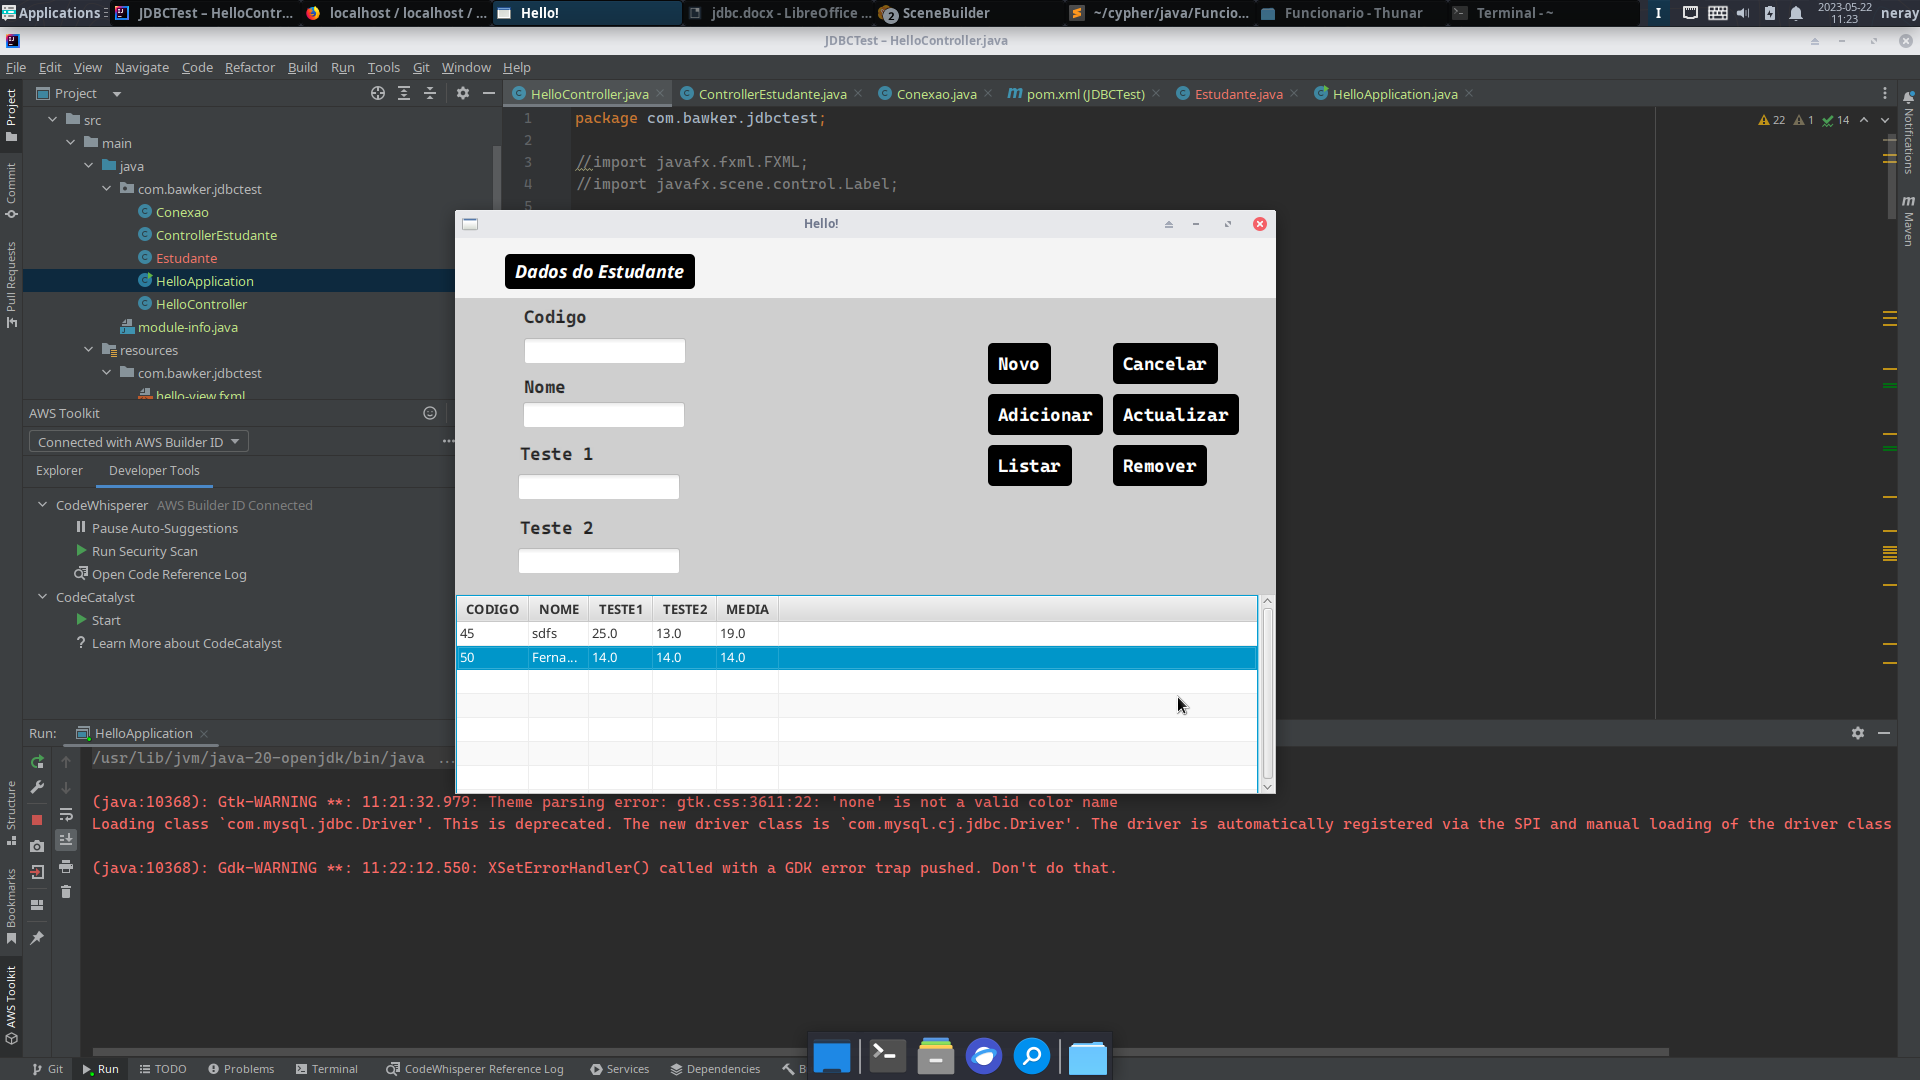 Applications
JDBCTest – HelloContr...
localhost / localhost / ...
Hello!
jdbc.docx - LibreOffice ...
2
SceneBuilder
~/cypher/java/Funcio...
Funcionario - Thunar
Terminal - ~
2023-05-22
11:23
neray
JDBCTest – HelloController.java
File Edit View Navigate Code Refactor Build Run Tools Git Window Help
Project
HelloController.java
ControllerEstudante.java
Conexao.java
pom.xml (JDBCTest)
Estudante.java
HelloApplication.java
Project
Commit
Pull Requests
Structure
Bookmarks
AWS Toolkit
Notifications
Maven
src
main
java
com.bawker.jdbctest
Conexao
ControllerEstudante
Estudante
HelloApplication
HelloController
module-info.java
resources
com.bawker.jdbctest
hello-view.fxml
1 package com.bawker.jdbctest;
2
3 //import javafx.fxml.FXML;
4 //import javafx.scene.control.Label;
5
22 1 14
AWS Toolkit
Connected with AWS Builder ID
Explorer Developer Tools
CodeWhisperer AWS Builder ID Connected
Pause Auto-Suggestions
Run Security Scan
Open Code Reference Log
CodeCatalyst
Start
? Learn More about CodeCatalyst
Hello!
Dados do Estudante
Codigo
Nome
Teste 1
Teste 2
Novo Cancelar
Adicionar Actualizar
Listar Remover
CODIGO NOME TESTE1 TESTE2 MEDIA
45 sdfs 25.0 13.0 19.0
50 Ferna... 14.0 14.0 14.0
Run: HelloApplication
/usr/lib/jvm/java-20-openjdk/bin/java ...
(java:10368): Gtk-WARNING **: 11:21:32.979: Theme parsing error: gtk.css:3611:22: 'none' is not a valid color name
Loading class `com.mysql.jdbc.Driver'. This is deprecated. The new driver class is `com.mysql.cj.jdbc.Driver'. The driver is automatically registered via the SPI and manual loading of the driver class
(java:10368): Gdk-WARNING **: 11:22:12.550: XSetErrorHandler() called with a GDK error trap pushed. Don't do that.
Git Run TODO Problems Terminal CodeWhisperer Reference Log Services Dependencies B